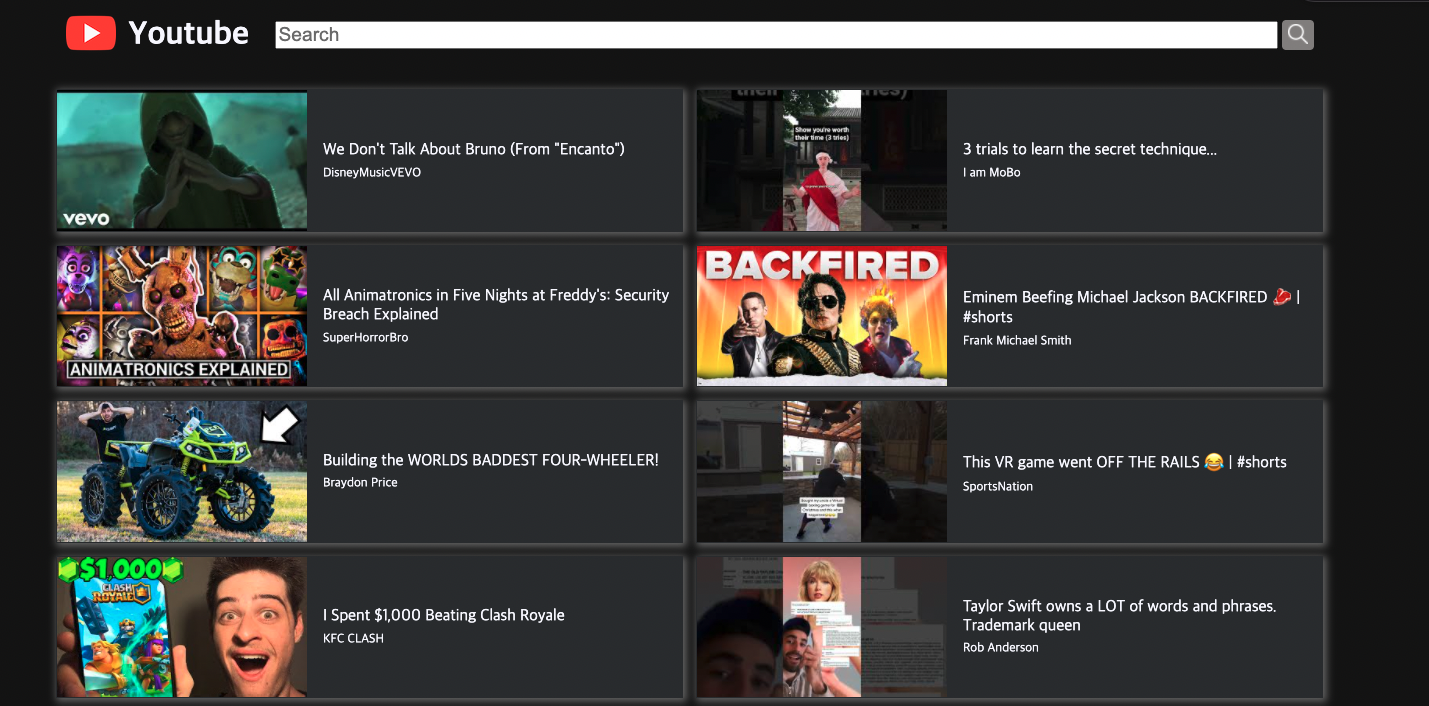 Youtube
Search
We Don't Talk About Bruno (From "Encanto")
DisneyMusicVEVO
vevo
their time (3 tries)
Show you're worth
their time (3 tries)
3 trials to learn the secret technique...
I am MoBo
All Animatronics in Five Nights at Freddy's: Security
Breach Explained
SuperHorrorBro
ANIMATRONICS EXPLAINED
BACKFIRED
Eminem Beefing Michael Jackson BACKFIRED 🥩 |
#shorts
Frank Michael Smith
Building the WORLDS BADDEST FOUR-WHEELER!
Braydon Price
This VR game went OFF THE RAILS 😂 | #shorts
SportsNation
$1,000
CLASH
ROYALE
I Spent $1,000 Beating Clash Royale
KFC CLASH
Taylor Swift owns a LOT of words and phrases.
Trademark queen
Rob Anderson